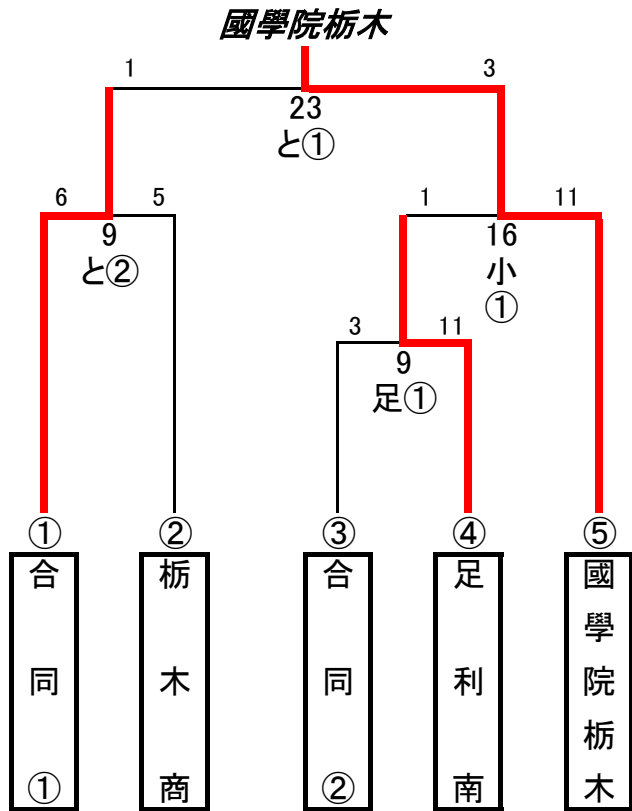 國學院栃木
1 3
23
と①
6 5 1 11
9 16
と② 小
①
3 11
9
足①
① ② ③ ④ ⑤
合同①
栃木商
合同②
足利南
國學院栃木